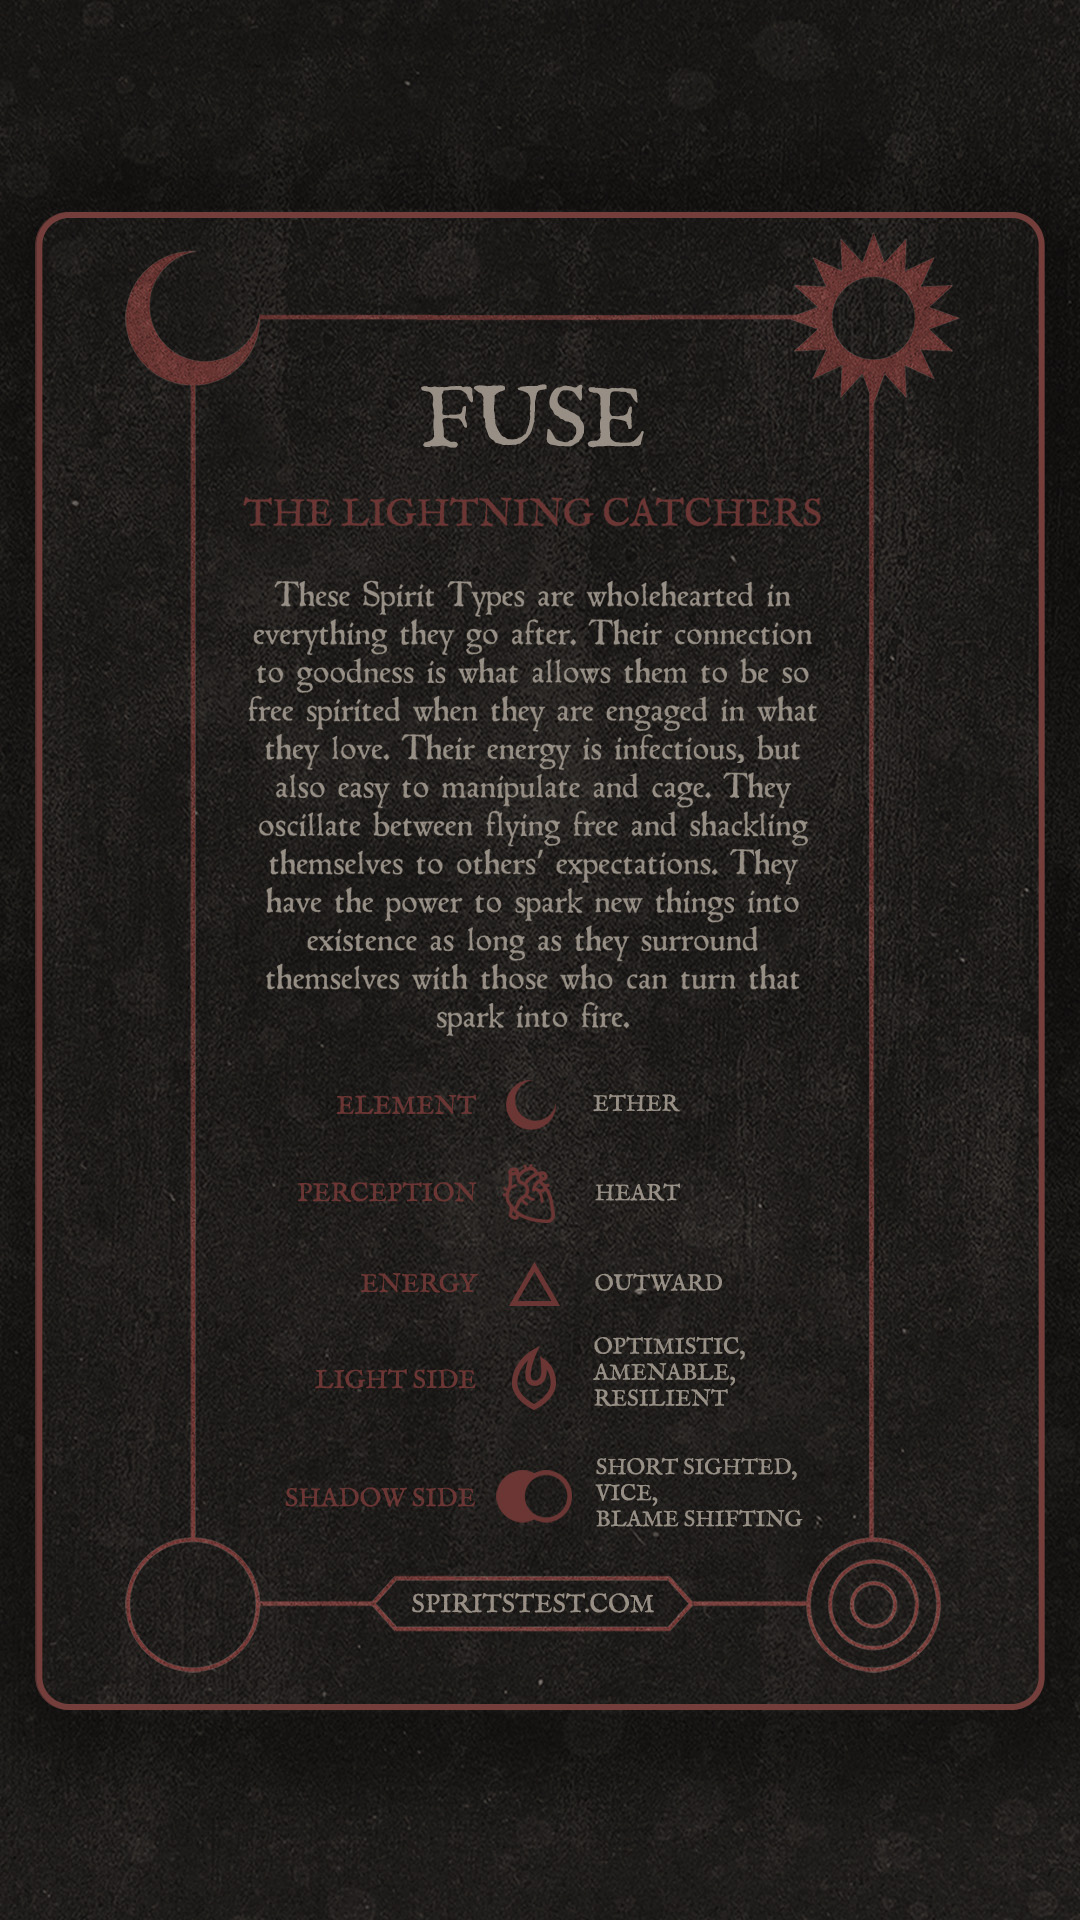 FUSE
THE LIGHTNING CATCHERS
These Spirit Types are wholehearted in
everything they go after. Their connection
to goodness is what allows them to be so
free spirited when they are engaged in what
they love. Their energy is infectious, but
also easy to manipulate and cage. They
oscillate between flying free and shackling
themselves to others' expectations. They
have the power to spark new things into
existence as long as they surround
themselves with those who can turn that
spark into fire.
ELEMENT ETHER
PERCEPTION HEART
ENERGY OUTWARD
LIGHT SIDE OPTIMISTIC,
AMENABLE,
RESILIENT
SHADOW SIDE SHORT SIGHTED,
VICE,
BLAME SHIFTING
SPIRITSTEST.COM